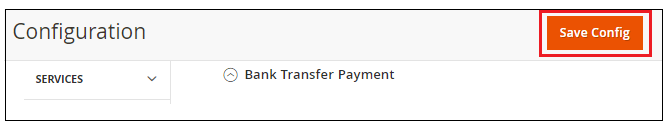 Configuration
Save Config
SERVICES
Bank Transfer Payment